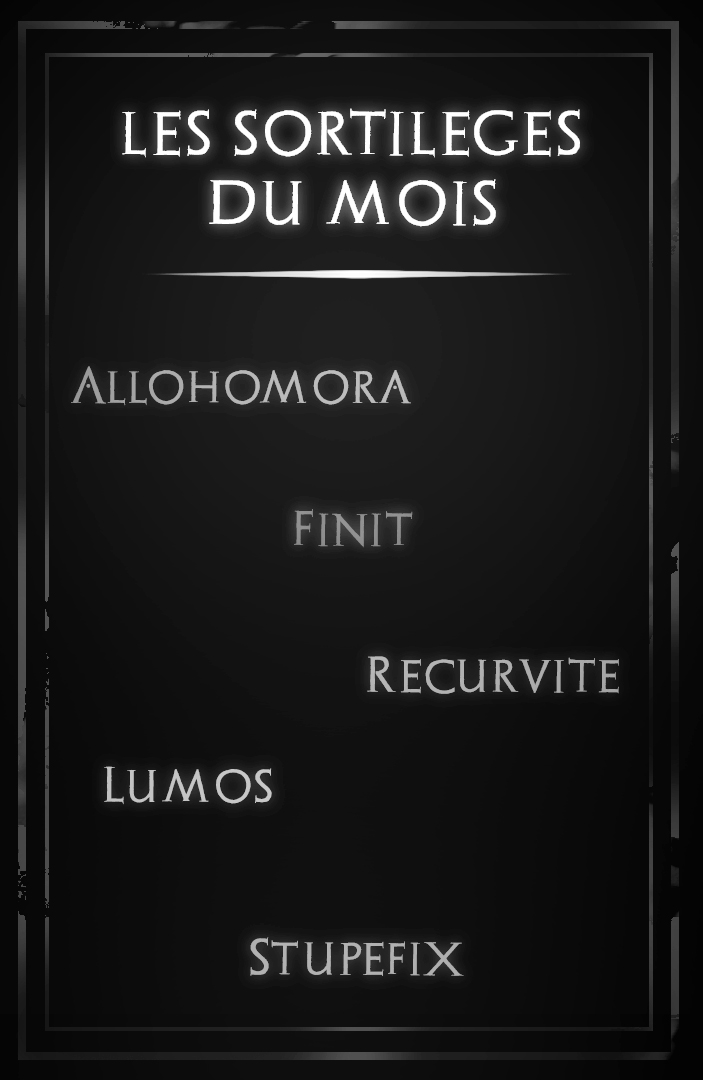 LES SORTILEGES
DU MOIS
ALLOHOMORA
FINIT
RECURVITE
LUMOS
STUPEFIX